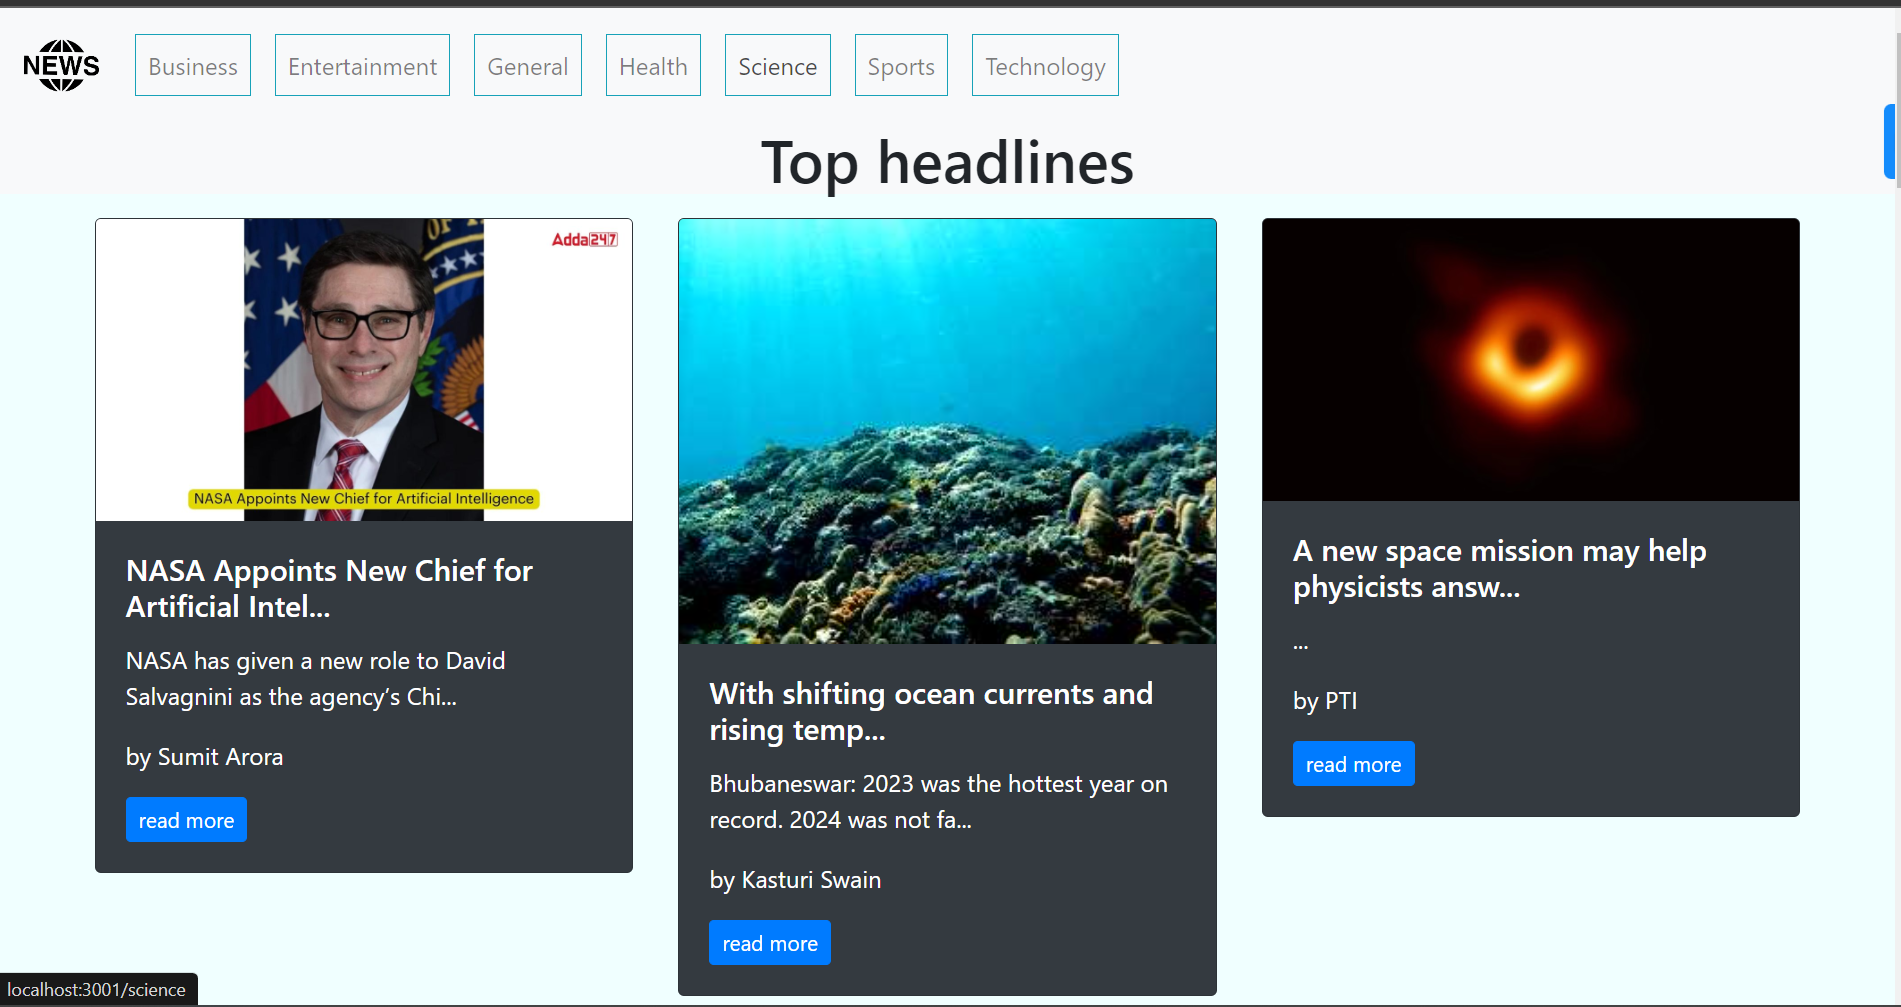 NEWS
Business
Entertainment
General
Health
Science
Sports
Technology
Top headlines
Adda247
NASA Appoints New Chief for Artificial Intelligence
NASA Appoints New Chief for
Artificial Intel...
NASA has given a new role to David
Salvagnini as the agency’s Chi...
by Sumit Arora
read more
With shifting ocean currents and
rising temp...
Bhubaneswar: 2023 was the hottest year on
record. 2024 was not fa...
by Kasturi Swain
read more
A new space mission may help
physicists answ...
...
by PTI
read more
localhost:3001/science